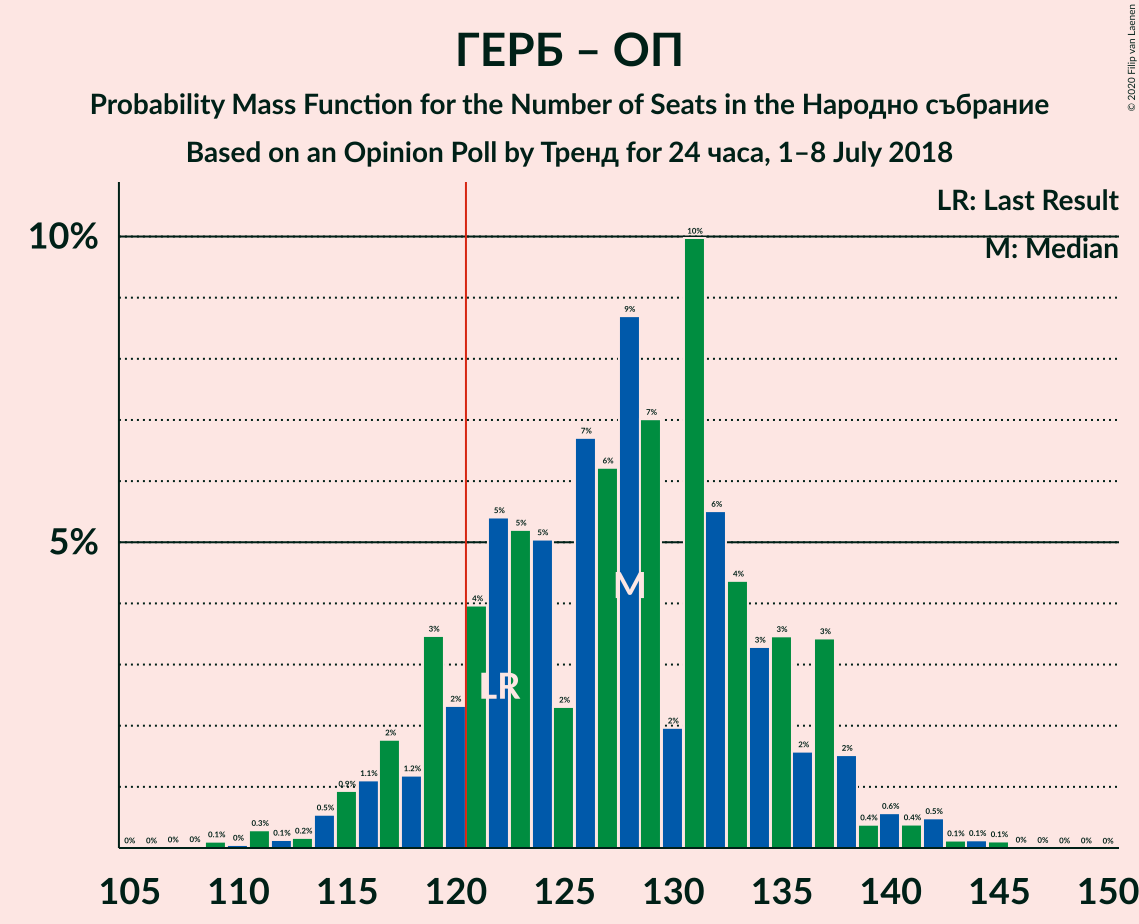 ГЕРБ – ОП
Probability Mass Function for the Number of Seats in the Народно събрание
Based on an Opinion Poll by Тренд for 24 часа, 1–8 July 2018
© 2020 Filip van Laenen
LR: Last Result
M: Median
10%
5%
0% 0% 0% 0% 0.1% 0% 0.3% 0.1% 0.2% 0.5% 0.9% 1.1% 2% 1.2% 3% 2% 4% 5% 5% 5% 2% 7% 6% 9% 7% 2% 10% 6% 4% 3% 3% 2% 3% 2% 0.4% 0.6% 0.4% 0.5% 0.1% 0.1% 0.1% 0% 0% 0% 0% 0%
M
LR
105 110 115 120 125 130 135 140 145 150